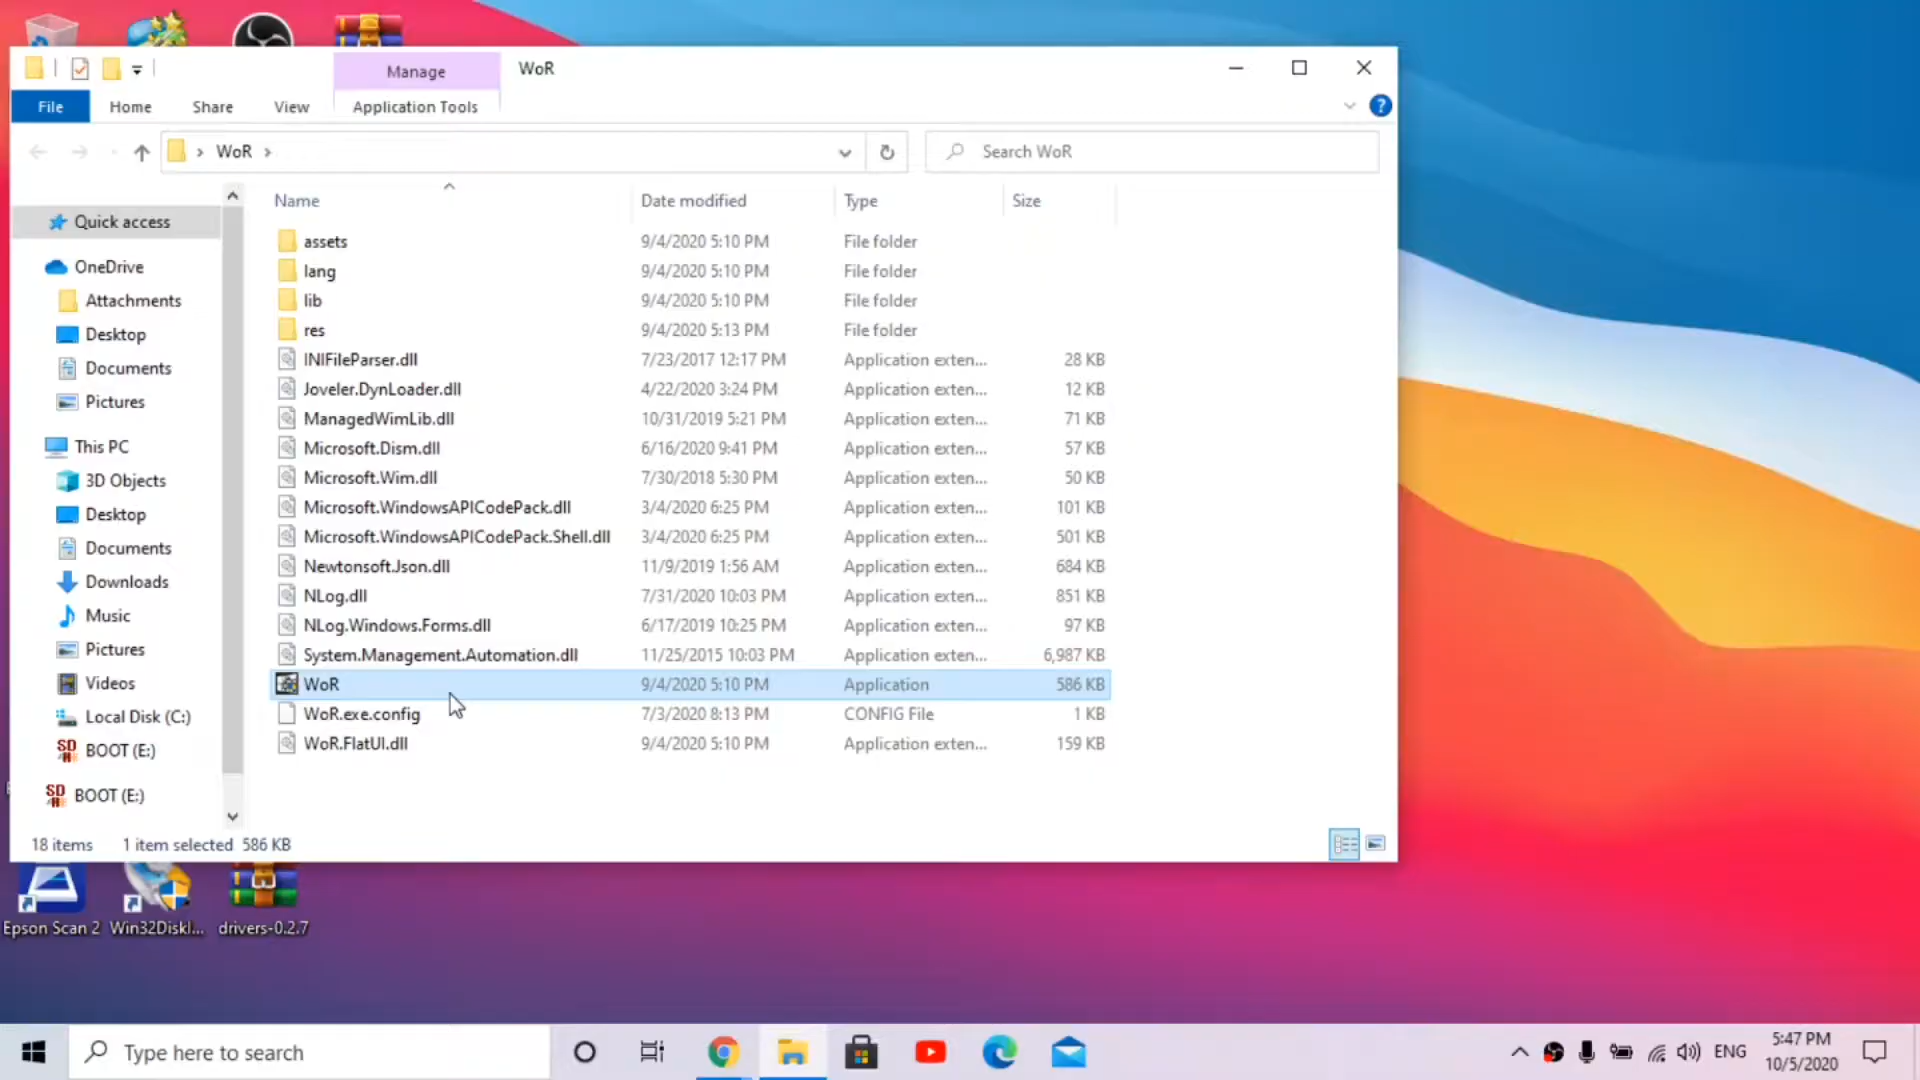 Manage
WoR
File
Home
Share
View
Application Tools
?
WoR
Search WoR
Name
Date modified
Type
Size
Quick access
OneDrive
Attachments
Desktop
Documents
Pictures
This PC
3D Objects
Desktop
Documents
Downloads
Music
Pictures
Videos
Local Disk (C:)
SD BOOT (E:)
SD BOOT (E:)
assets 9/4/2020 5:10 PM File folder
lang 9/4/2020 5:10 PM File folder
lib 9/4/2020 5:10 PM File folder
res 9/4/2020 5:13 PM File folder
INIFileParser.dll 7/23/2017 12:17 PM Application exten... 28 KB
Joveler.DynLoader.dll 4/22/2020 3:24 PM Application exten... 12 KB
ManagedWimLib.dll 10/31/2019 5:21 PM Application exten... 71 KB
Microsoft.Dism.dll 6/16/2020 9:41 PM Application exten... 57 KB
Microsoft.Wim.dll 7/30/2018 5:30 PM Application exten... 50 KB
Microsoft.WindowsAPICodePack.dll 3/4/2020 6:25 PM Application exten... 101 KB
Microsoft.WindowsAPICodePack.Shell.dll 3/4/2020 6:25 PM Application exten... 501 KB
Newtonsoft.Json.dll 11/9/2019 1:56 AM Application exten... 684 KB
NLog.dll 7/31/2020 10:03 PM Application exten... 851 KB
NLog.Windows.Forms.dll 6/17/2019 10:25 PM Application exten... 97 KB
System.Management.Automation.dll 11/25/2015 10:03 PM Application exten... 6,987 KB
WoR 9/4/2020 5:10 PM Application 586 KB
WoR.exe.config 7/3/2020 8:13 PM CONFIG File 1 KB
WoR.FlatUI.dll 9/4/2020 5:10 PM Application exten... 159 KB
18 items 1 item selected 586 KB
Epson Scan 2
Win32DiskI...
drivers-0.2.7
Type here to search
ENG
5:47 PM
10/5/2020